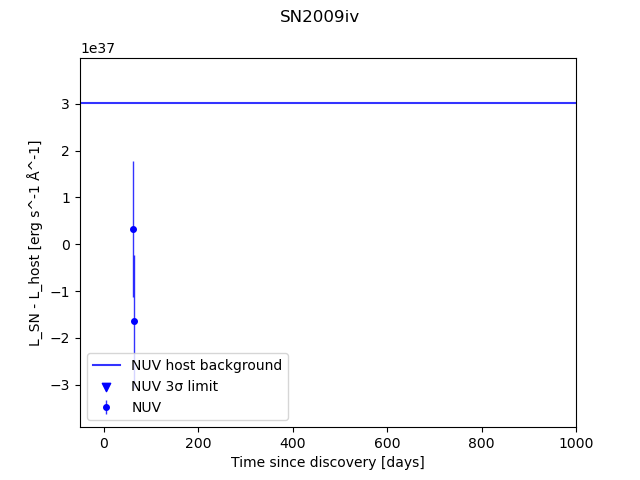 SN2009iv
1e37
L_SN - L_host [erg s^-1 Å^-1]
3
2
1
0
−1
−2
−3
NUV host background
NUV 3σ limit
NUV
0 200 400 600 800 1000
Time since discovery [days]